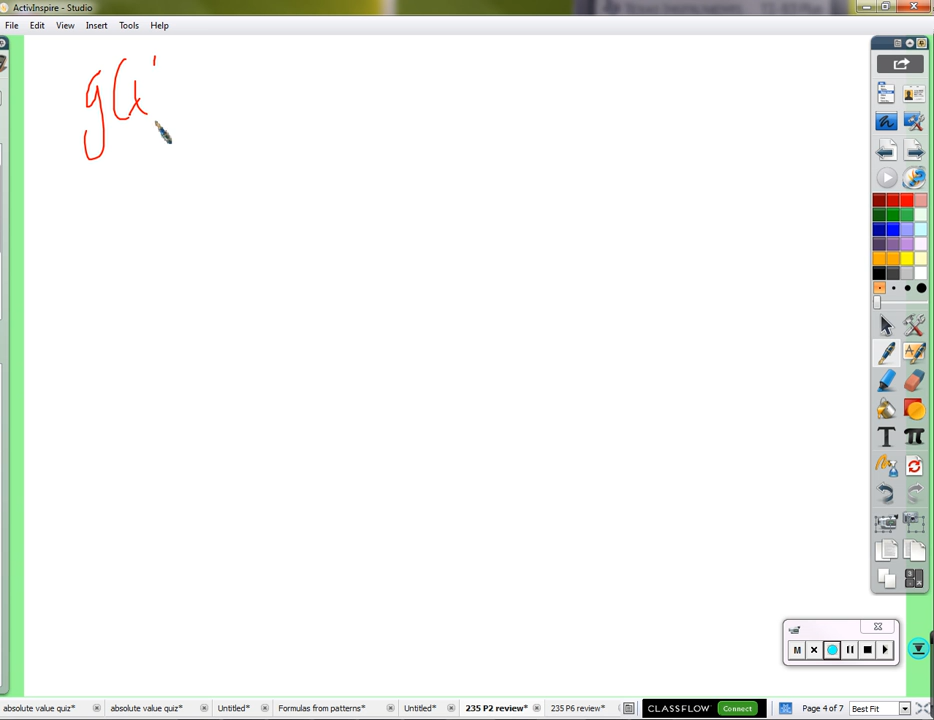 ActivInspire - Studio
File Edit View Insert Tools Help
g(x
M
absolute value quiz* absolute value quiz* Untitled* Formulas from patterns* Untitled* 235 P2 review* 235 P6 review* CLASSFLOW Connect Page 4 of 7 Best Fit